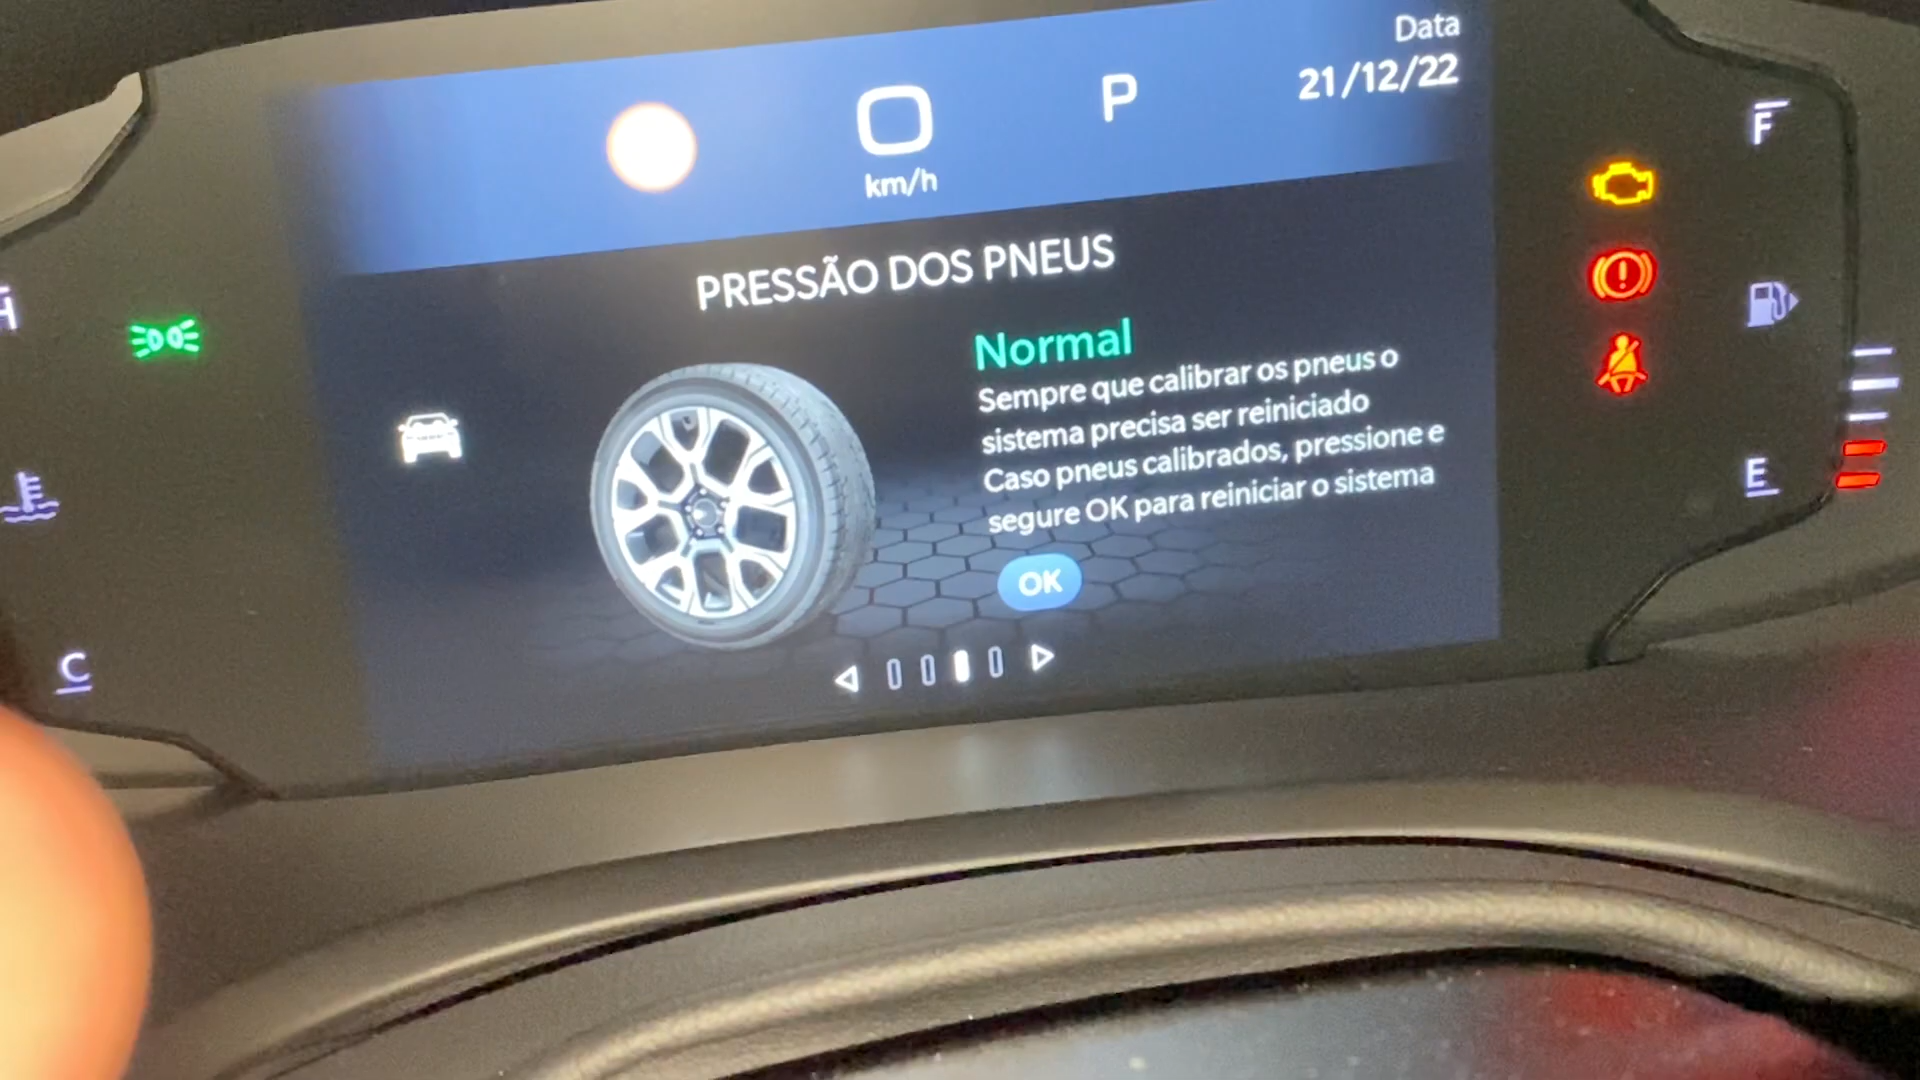 Data
21/12/22
0
km/h
P
PRESSÃO DOS PNEUS
Normal
Sempre que calibrar os pneus o
sistema precisa ser reiniciado
Caso pneus calibrados, pressione e
segure OK para reiniciar o sistema
OK
H
C
F
E